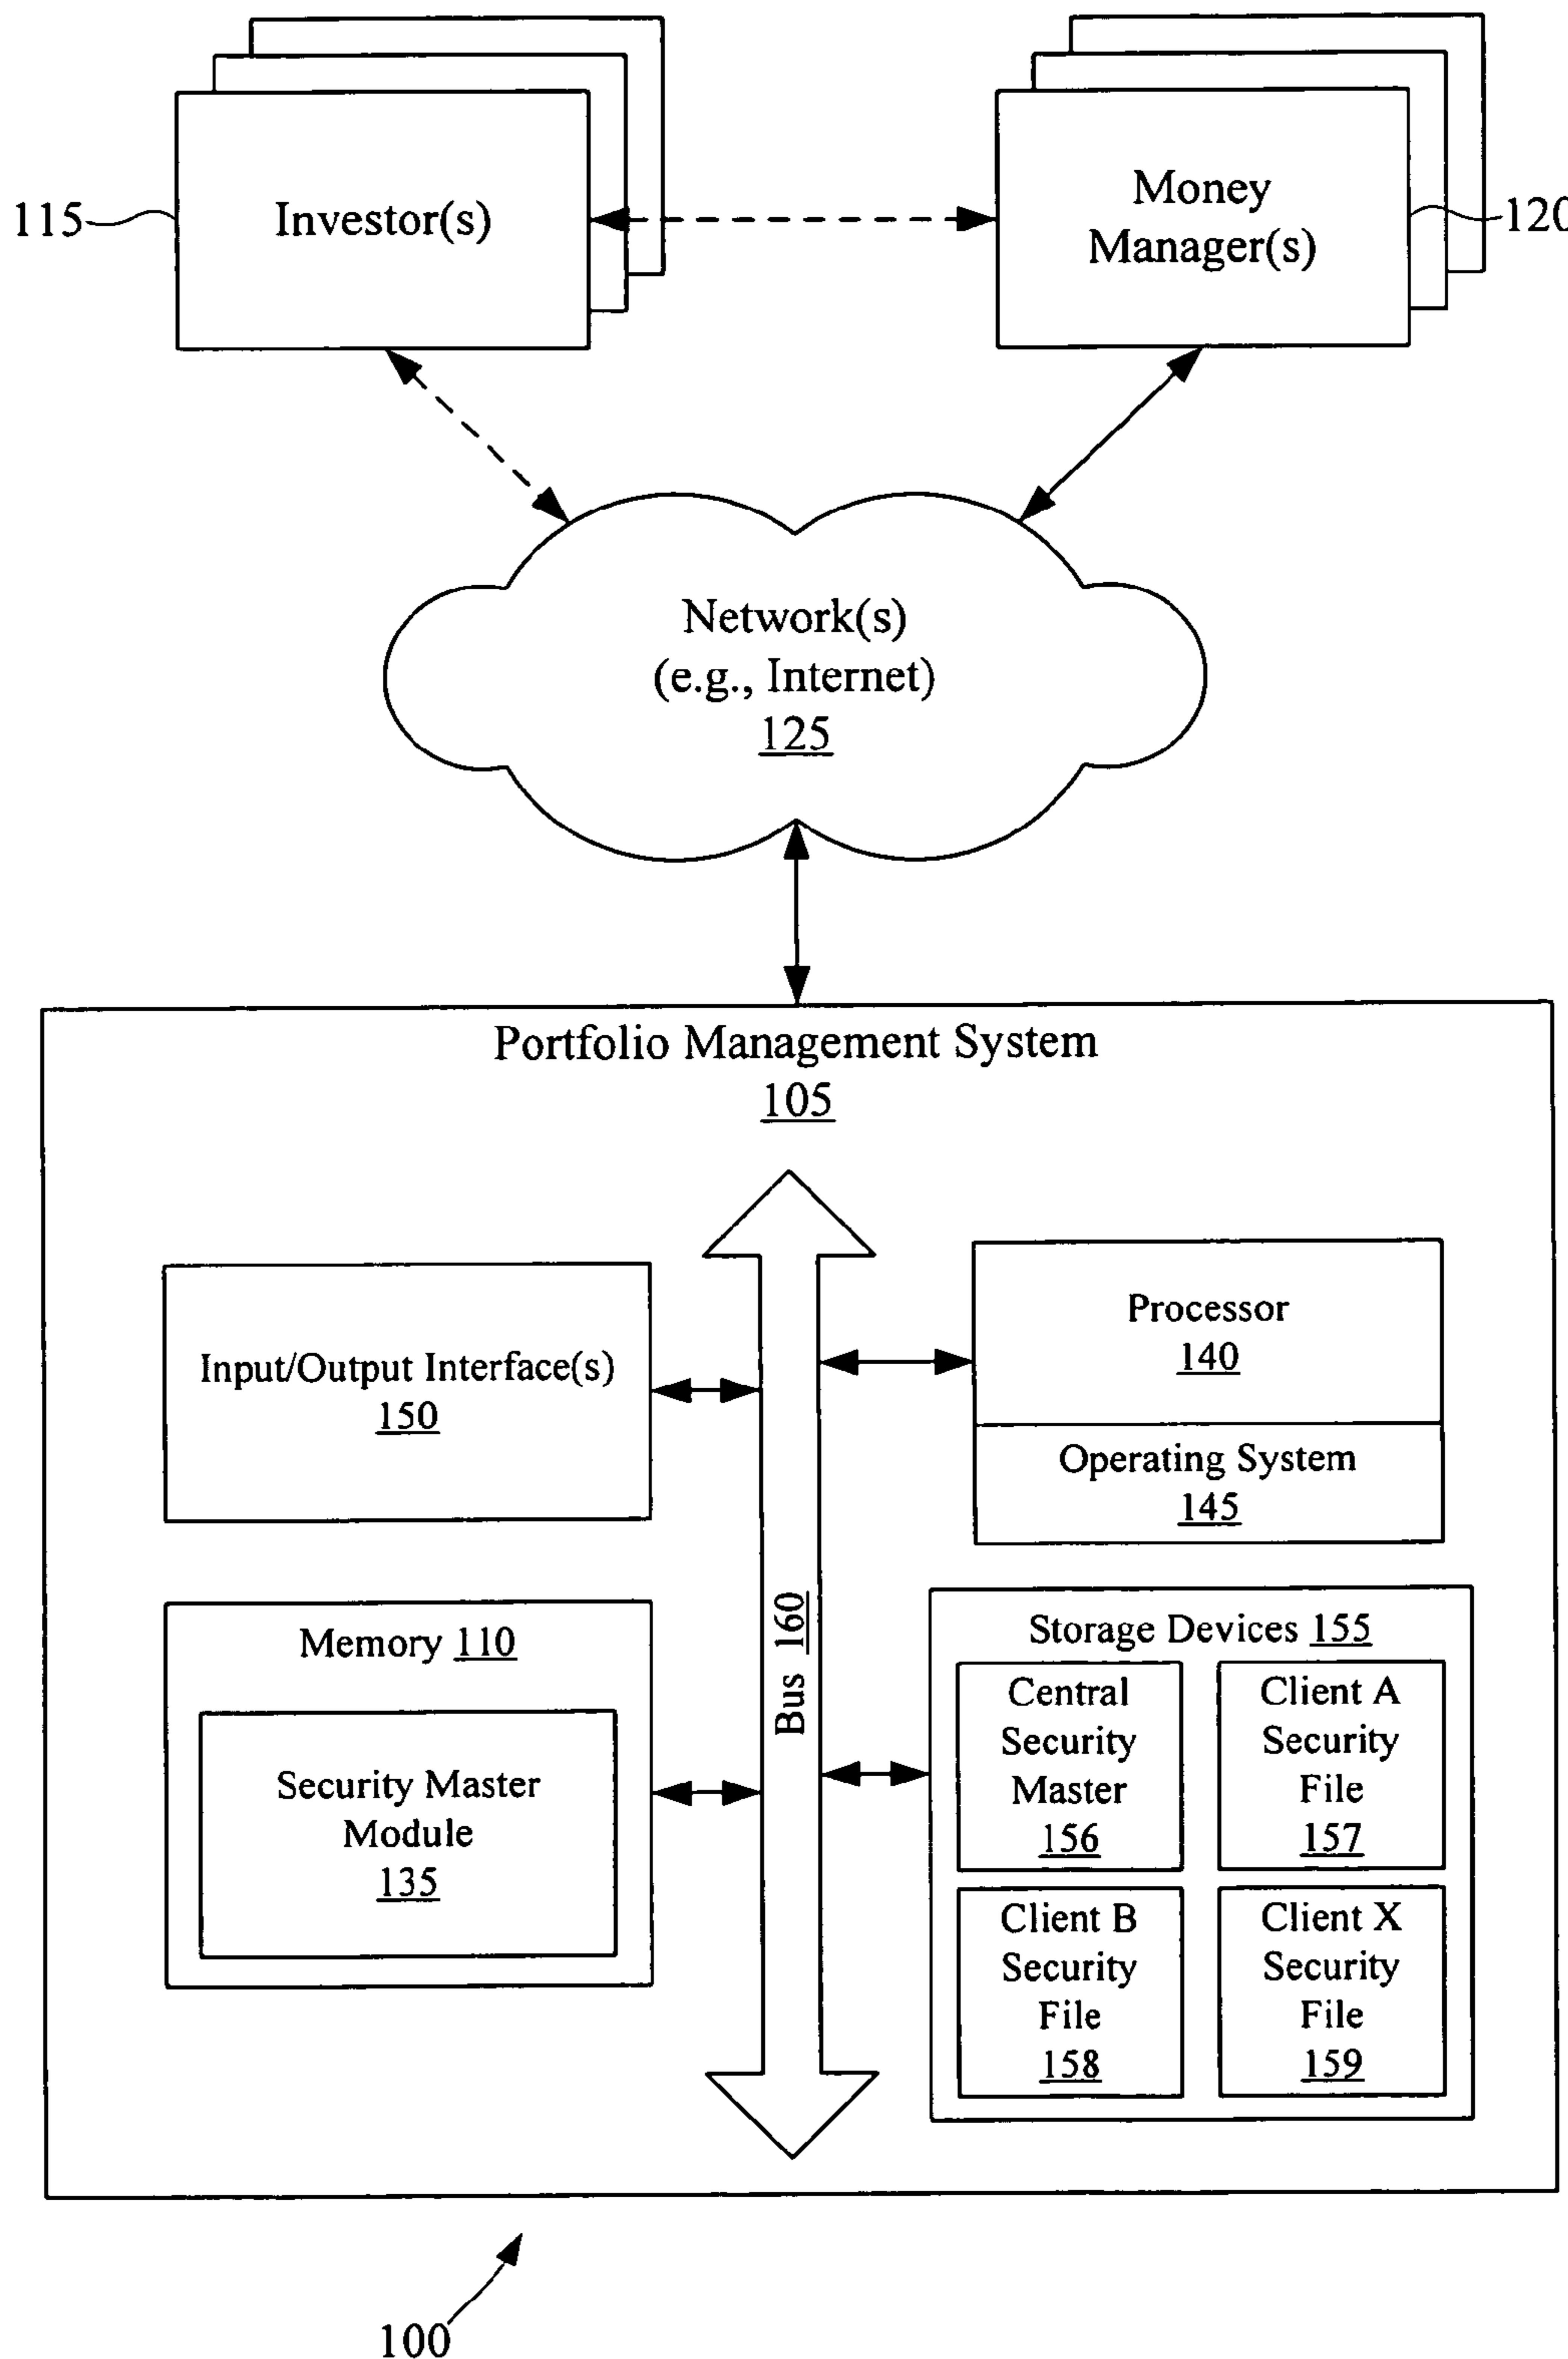 115
Investor(s)
Money
Manager(s)
120
Network(s)
(e.g., Internet)
125
Portfolio Management System
105
Input/Output Interface(s)
150
Processor
140
Operating System
145
Memory 110
Security Master
Module
135
Bus 160
Storage Devices 155
Central
Security
Master
156
Client A
Security
File
157
Client B
Security
File
158
Client X
Security
File
159
100